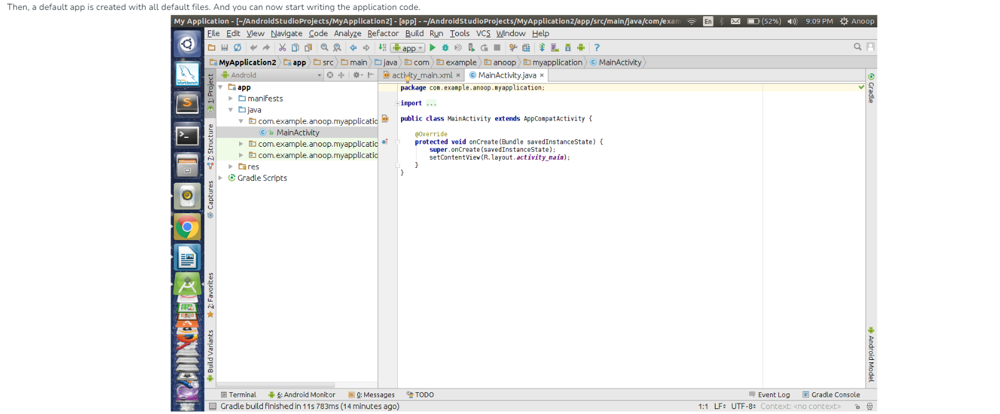 Then, a default app is created with all default files. And you can now start writing the application code.
My Application - [~/AndroidStudioProjects/MyApplication2] - [app] - ~/AndroidStudioProjects/MyApplication2/app/src/main/java/com/exam En (52%) 9:09 PM Anoop
File Edit View Navigate Code Analyze Refactor Build Run Tools VCS Window Help
app
MyApplication2 app src main java com example anoop myapplication MainActivity
Android activity_main.xml × MainActivity.java ×
1: Project
Z: Structure
Captures
2: Favorites
Build Variants
app
manifests
java
com.example.anoop.myapplicatio
MainActivity
com.example.anoop.myapplicatio
com.example.anoop.myapplicatio
res
Gradle Scripts
package com.example.anoop.myapplication;
import ...
public class MainActivity extends AppCompatActivity {
@Override
protected void onCreate(Bundle savedInstanceState) {
super.onCreate(savedInstanceState);
setContentView(R.layout.activity_main);
}
}
Gradle
Android Model
Workbench
Terminal 6: Android Monitor 0: Messages TODO Event Log Gradle Console
Gradle build finished in 11s 783ms (14 minutes ago) 1:1 LF÷ UTF-8÷ Context: <no context>